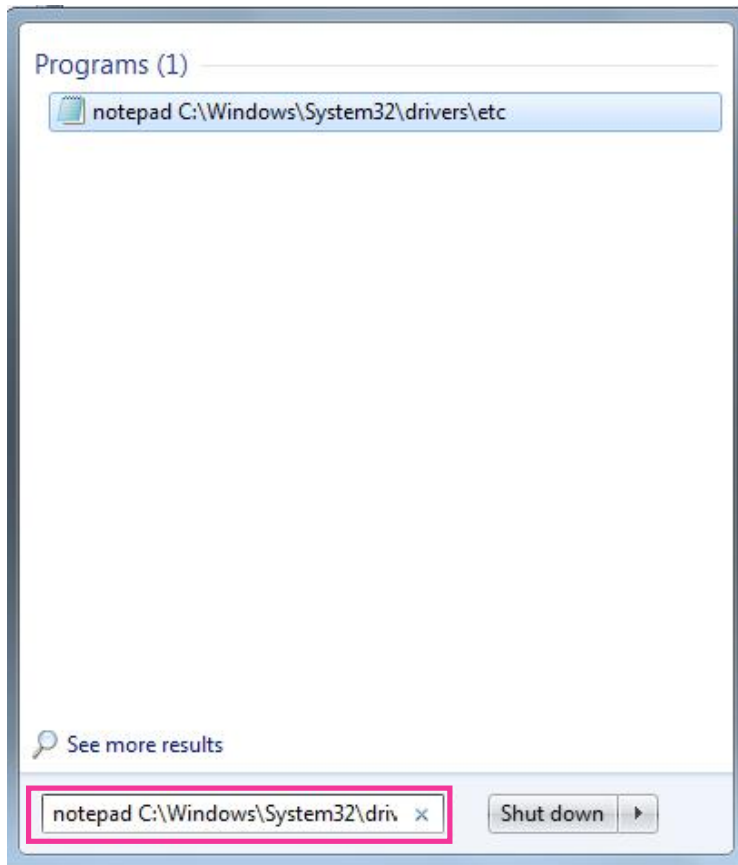 Programs (1)
notepad C:\Windows\System32\drivers\etc
See more results
notepad C:\Windows\System32\driv
Shut down